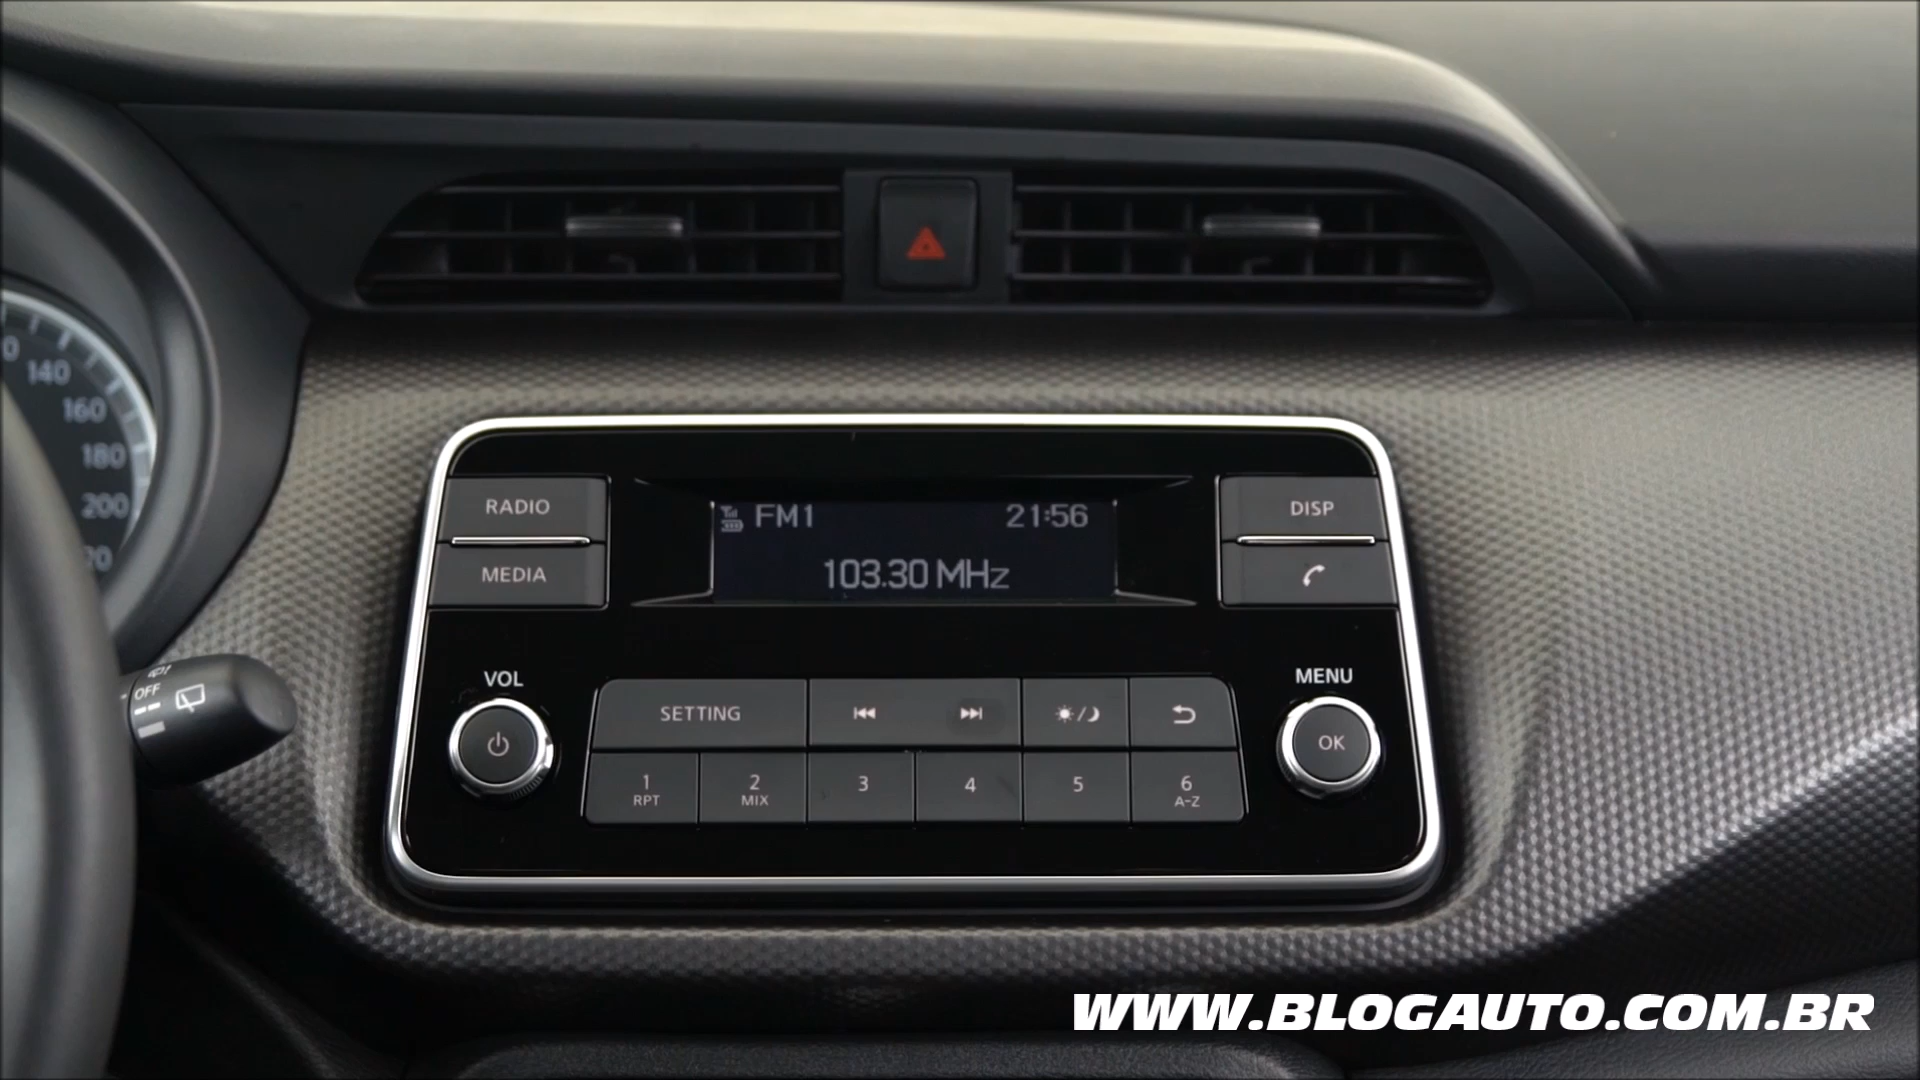 140
160
180
200
RADIO
MEDIA
FM1 21:56
103.30 MHz
DISP
VOL
MENU
OFF
SETTING
OK
1 2 3 4 5 6
RPT MIX A-Z
WWW.BLOGAUTO.COM.BR